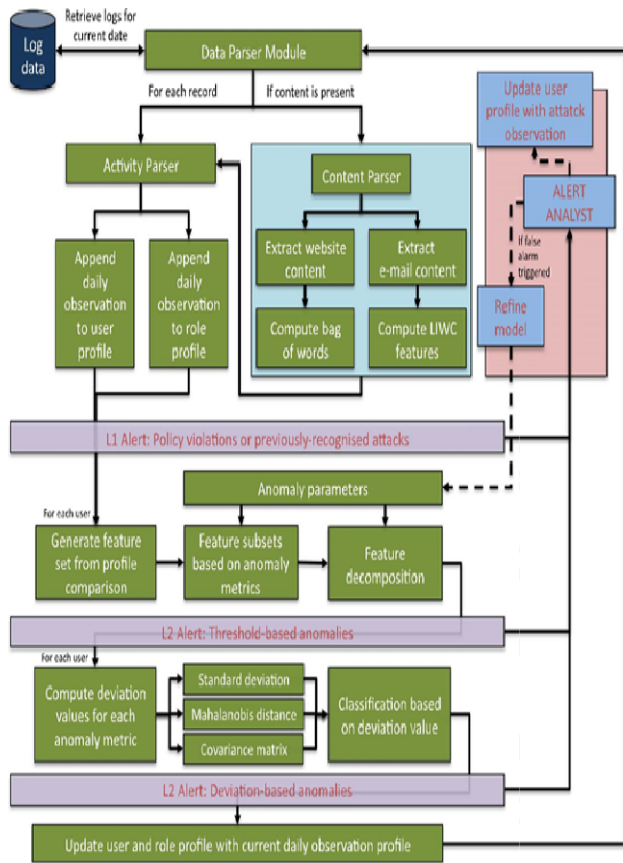 Log
data
Retrieve logs for
current date
Data Parser Module
For each record
If content is present
Update user
profile with attatck
observation
Activity Parser
Content Parser
ALERT
ANALYST
Append
daily
observation
to user
profile
Append
daily
observation
to role
profile
Extract website
content
Extract
e-mail content
If false
alarm
triggered
Compute bag
of words
Compute LIWC
features
Refine
model
L1 Alert: Policy violations or previously-recognised attacks
Anomaly parameters
For each user
Generate feature
set from profile
comparison
Feature subsets
based on anomaly
metrics
Feature
decomposition
L2 Alert: Threshold-based anomalies
For each user
Compute deviation
values for each
anomaly metric
Standard deviation
Mahalanobis distance
Covariance matrix
Classification based
on deviation value
L2 Alert: Deviation-based anomalies
Update user and role profile with current daily observation profile